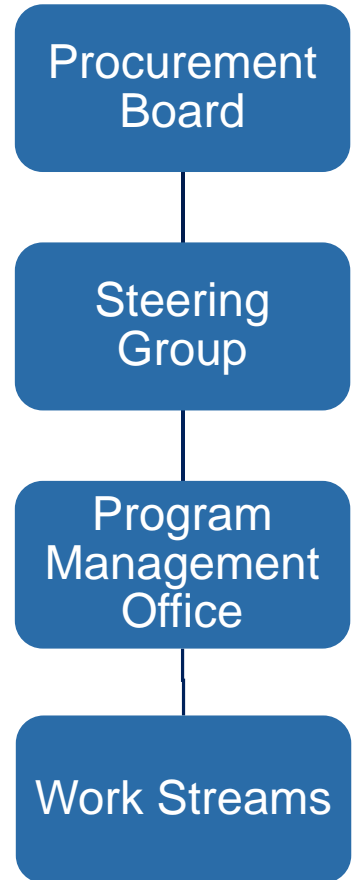 Procurement
Board
Steering
Group
Program
Management
Office
Work Streams